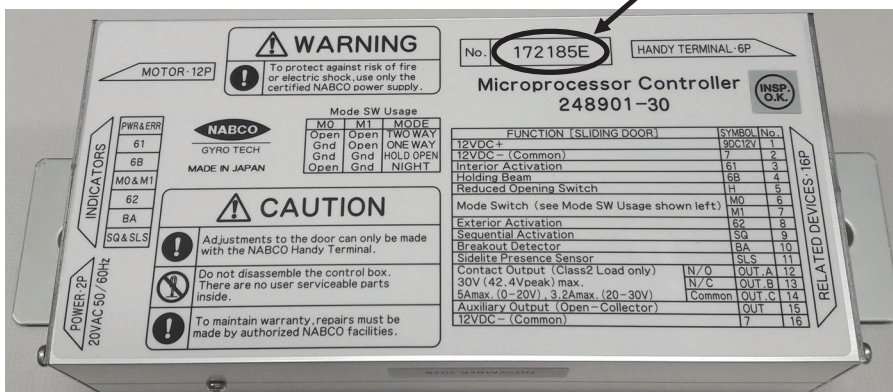 WARNING
To protect against risk of fire
or electric shock, use only the
certified NABCO power supply.
No. 172185E
HANDY TERMINAL·6P
MOTOR·12P
Microprocessor Controller
248901-30
INSP.
O.K.
INDICATORS
PWR&ERR
61
6B
M0&M1
62
BA
SQ&SLS
NABCO
GYRO TECH
MADE IN JAPAN
Mode SW Usage
M0 M1 MODE
Open Open TWO WAY
Gnd Open ONE WAY
Gnd Gnd HOLD OPEN
Open Gnd NIGHT
CAUTION
Adjustments to the door can only be made
with the NABCO Handy Terminal.
Do not disassemble the control box.
There are no user serviceable parts
inside.
To maintain warranty, repairs must be
made by authorized NABCO facilities.
POWER·2P
20VAC 50/60Hz
FUNCTION [SLIDING DOOR] SYMBOL No.
12VDC+ 9DC12V 1
12VDC- (Common) 7 2
Interior Activation 61 3
Holding Beam 6B 4
Reduced Opening Switch H 5
Mode Switch (see Mode SW Usage shown left) M0 6
M1 7
Exterior Activation 62 8
Sequential Activation SQ 9
Breakout Detector BA 10
Sidelite Presence Sensor SLS 11
Contact Output (Class2 Load only) N/O OUT.A 12
30V (42.4Vpeak) max. N/C OUT.B 13
5Amax. (0-20V), 3.2Amax. (20-30V) Common OUT.C 14
Auxiliary Output (Open-Collector) OUT 15
12VDC- (Common) 7 16
RELATED DEVICES·16P